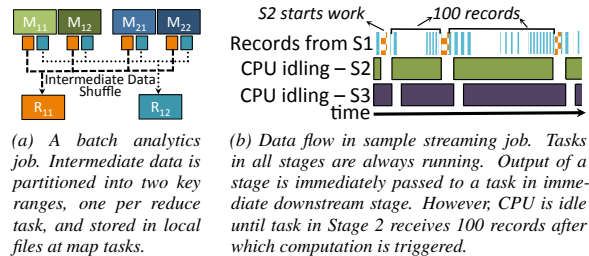 M11 M12 M21 M22
Intermediate Data
Shuffle
R11 R12
(a) A batch analytics
job. Intermediate data is
partitioned into two key
ranges, one per reduce
task, and stored in local
files at map tasks.
S2 starts work 100 records
Records from S1
CPU idling – S2
CPU idling – S3
time
(b) Data flow in sample streaming job. Tasks
in all stages are always running. Output of a
stage is immediately passed to a task in imme-
diate downstream stage. However, CPU is idle
until task in Stage 2 receives 100 records after
which computation is triggered.